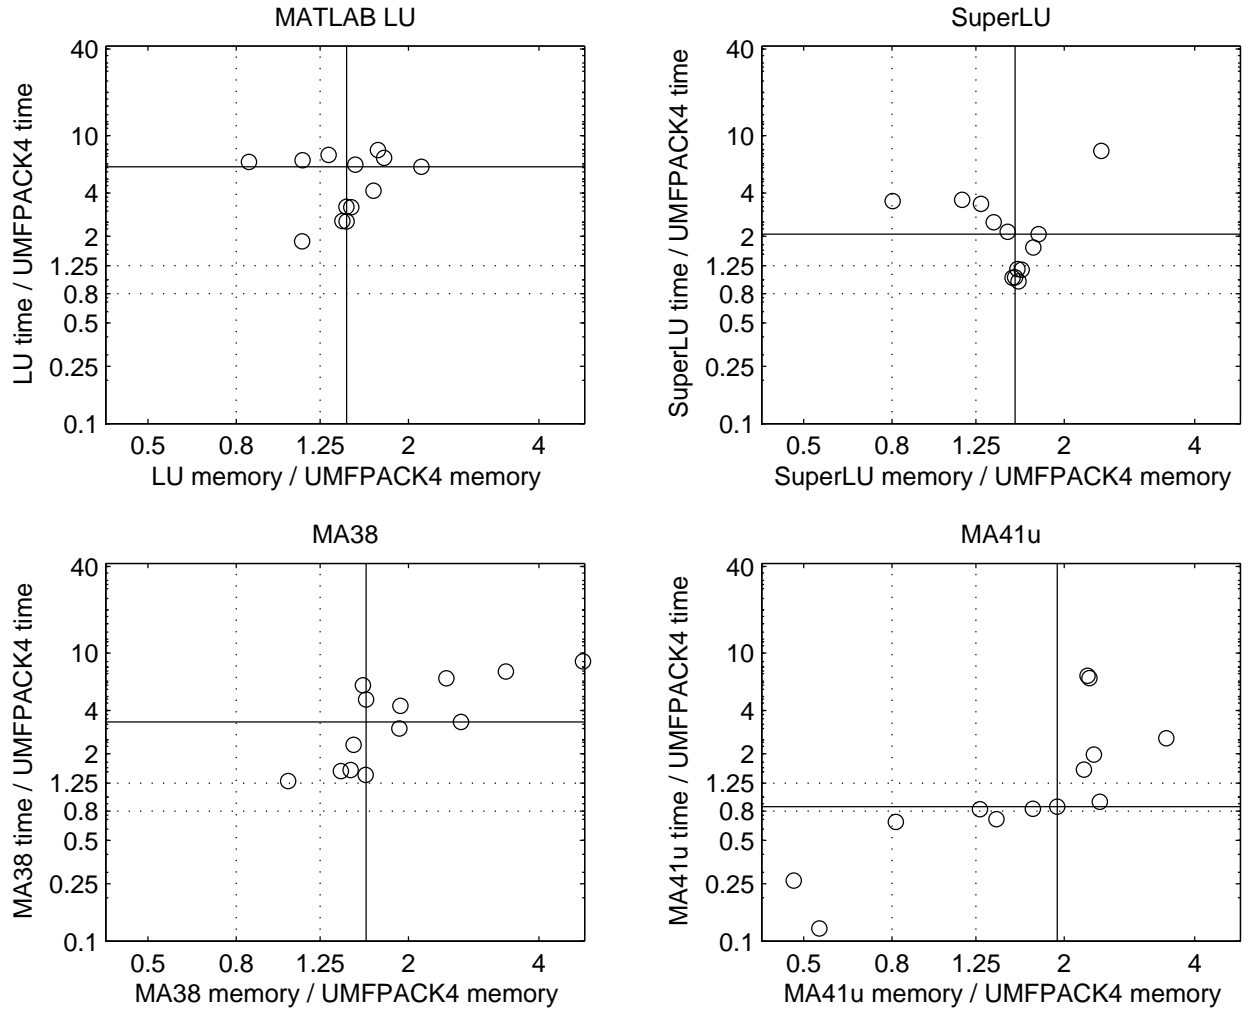 MATLAB LU
LU time / UMFPACK4 time
40
10
4
2
1.25
0.8
0.5
0.25
0.1
0.5 0.8 1.25 2 4
LU memory / UMFPACK4 memory
SuperLU
SuperLU time / UMFPACK4 time
40
10
4
2
1.25
0.8
0.5
0.25
0.1
0.5 0.8 1.25 2 4
SuperLU memory / UMFPACK4 memory
MA38
MA38 time / UMFPACK4 time
40
10
4
2
1.25
0.8
0.5
0.25
0.1
0.5 0.8 1.25 2 4
MA38 memory / UMFPACK4 memory
MA41u
MA41u time / UMFPACK4 time
40
10
4
2
1.25
0.8
0.5
0.25
0.1
0.5 0.8 1.25 2 4
MA41u memory / UMFPACK4 memory